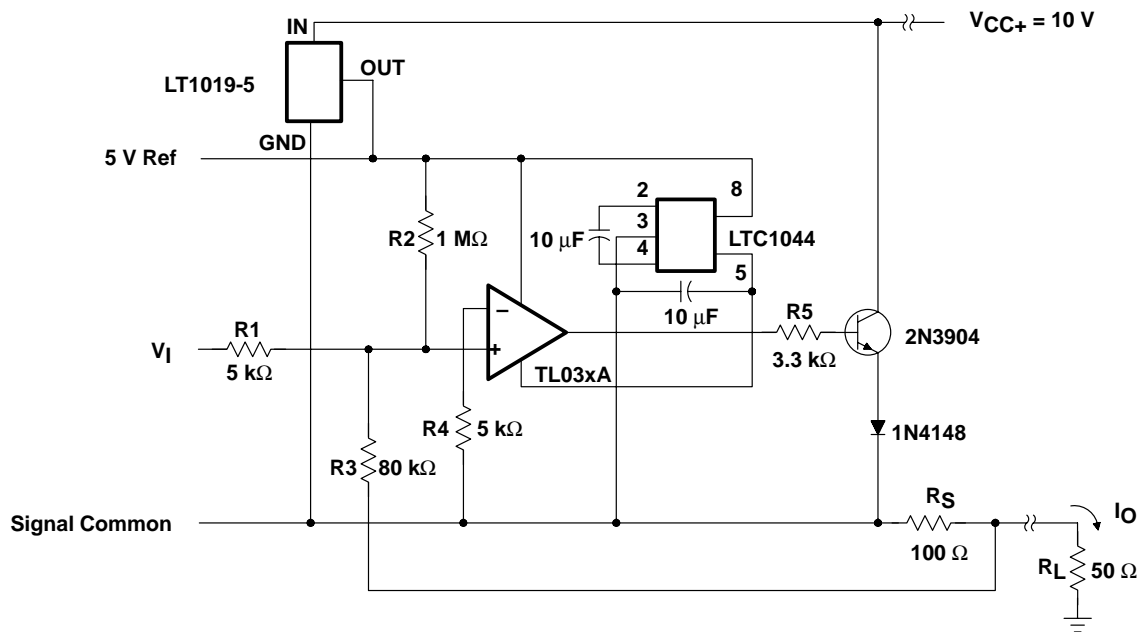 IN
V_CC+ = 10 V
OUT
LT1019-5
GND
5 V Ref
2
8
3
R2 1 MΩ
10 μF
4
LTC1044
5
10 μF
R5
R1
−
2N3904
V_I
+
3.3 kΩ
5 kΩ
TL03xA
R4 5 kΩ
1N4148
R3 80 kΩ
R_S
I_O
Signal Common
100 Ω
R_L 50 Ω